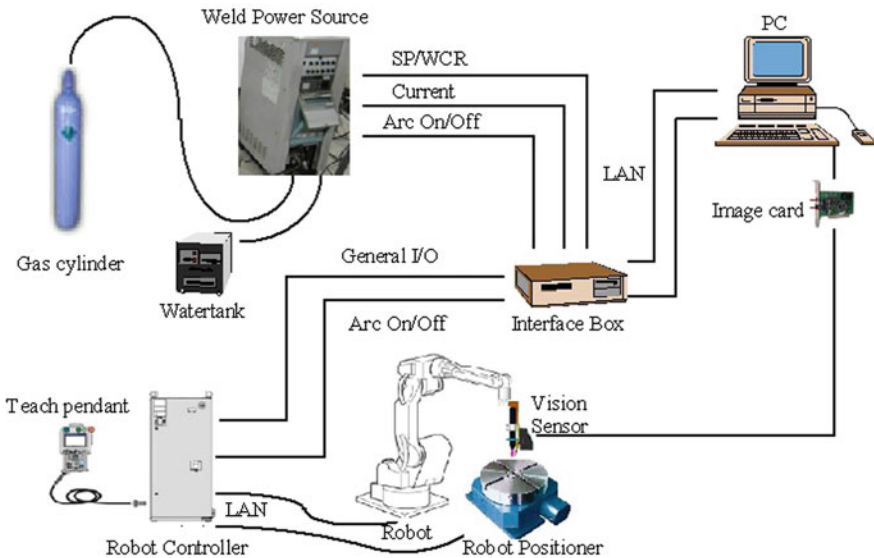 Weld Power Source
PC
SP/WCR
Current
Arc On/Off
LAN
Image card
Gas cylinder
General I/O
Watertank
Interface Box
Arc On/Off
Teach pendant
Vision
Sensor
LAN
Robot
Robot Controller
Robot Positioner